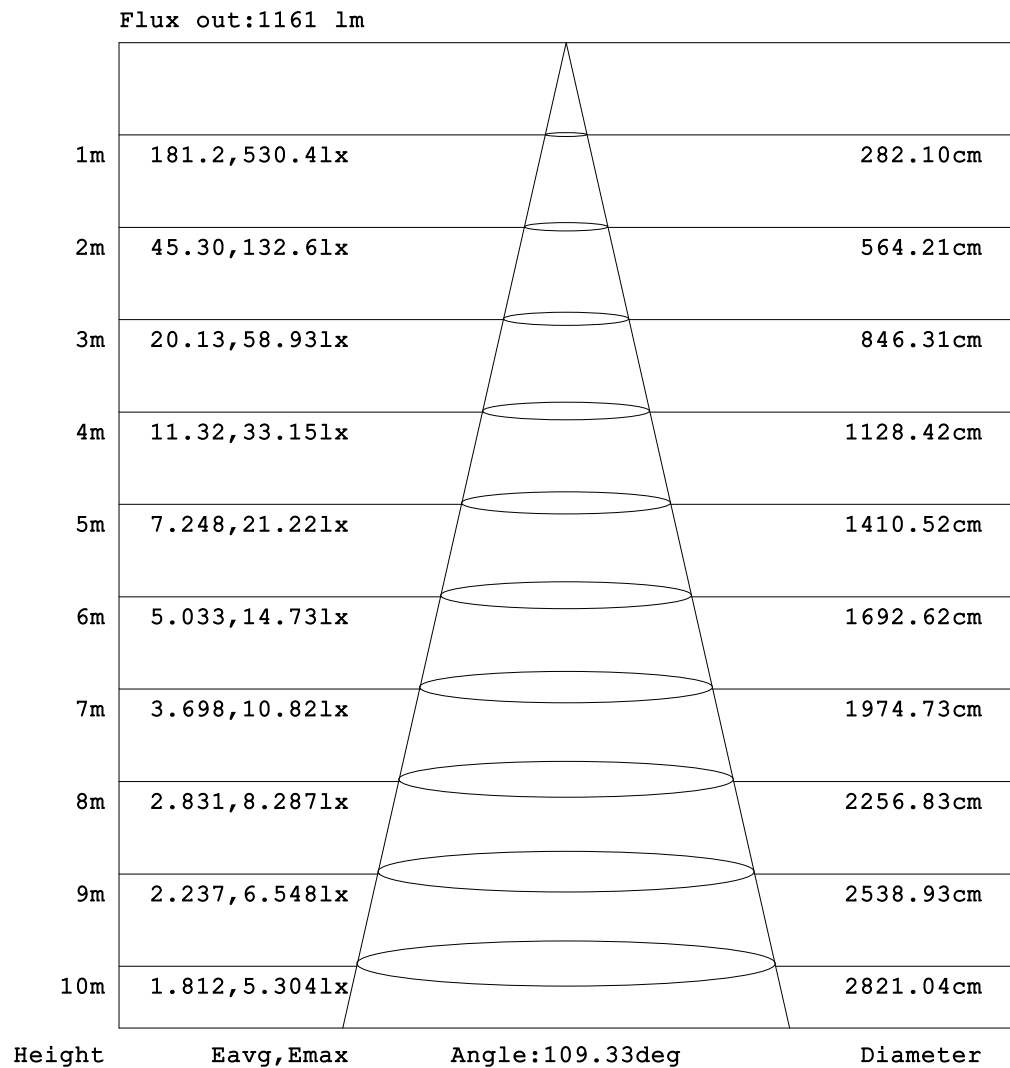 Flux out:1161 lm
1m 181.2,530.4lx 282.10cm
2m 45.30,132.6lx 564.21cm
3m 20.13,58.93lx 846.31cm
4m 11.32,33.15lx 1128.42cm
5m 7.248,21.22lx 1410.52cm
6m 5.033,14.73lx 1692.62cm
7m 3.698,10.82lx 1974.73cm
8m 2.831,8.287lx 2256.83cm
9m 2.237,6.548lx 2538.93cm
10m 1.812,5.304lx 2821.04cm
Height Eavg,Emax Angle:109.33deg Diameter